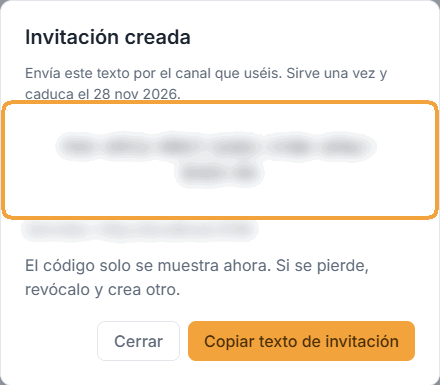 Invitación creada
Envía este texto por el canal que uséis. Sirve una vez y
caduca el 28 nov 2026.
El código solo se muestra ahora. Si se pierde,
revócalo y crea otro.
Cerrar
Copiar texto de invitación